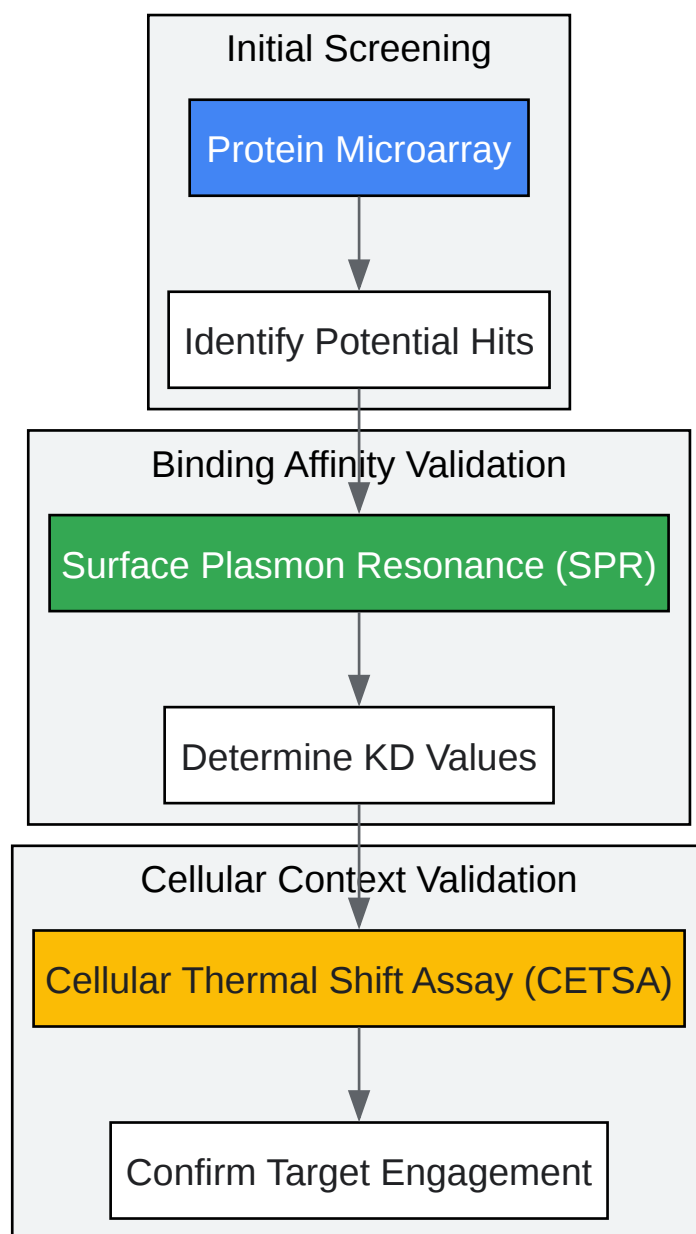 Initial Screening
Protein Microarray
Identify Potential Hits
Binding Affinity Validation
Surface Plasmon Resonance (SPR)
Determine KD Values
Cellular Context Validation
Cellular Thermal Shift Assay (CETSA)
Confirm Target Engagement